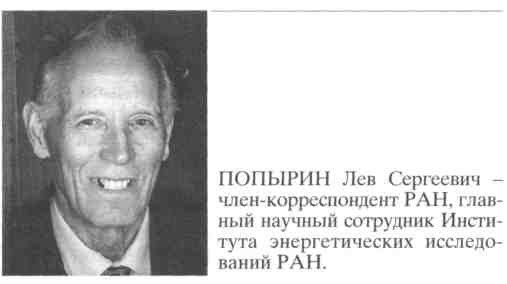 ПОПЫРИН Лев Сергеевич –
член-корреспондент РАН, глав-
ный научный сотрудник Инсти-
тута энергетических исследо-
ваний РАН.